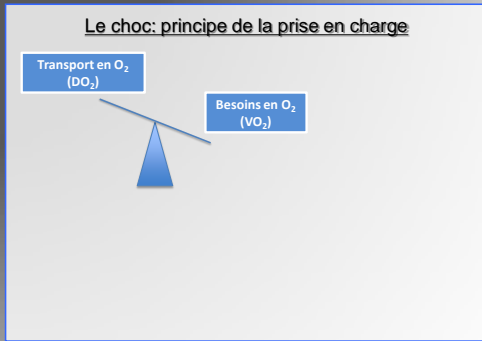 Le choc: principe de la prise en charge
Transport en O₂
(DO₂)
Besoins en O₂
(VO₂)